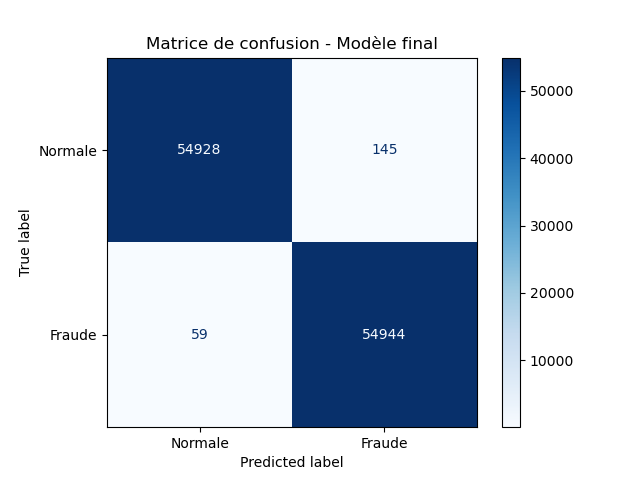 Matrice de confusion - Modèle final
True label
Normale
54928
145
Fraude
59
54944
Normale
Fraude
Predicted label
50000
40000
30000
20000
10000